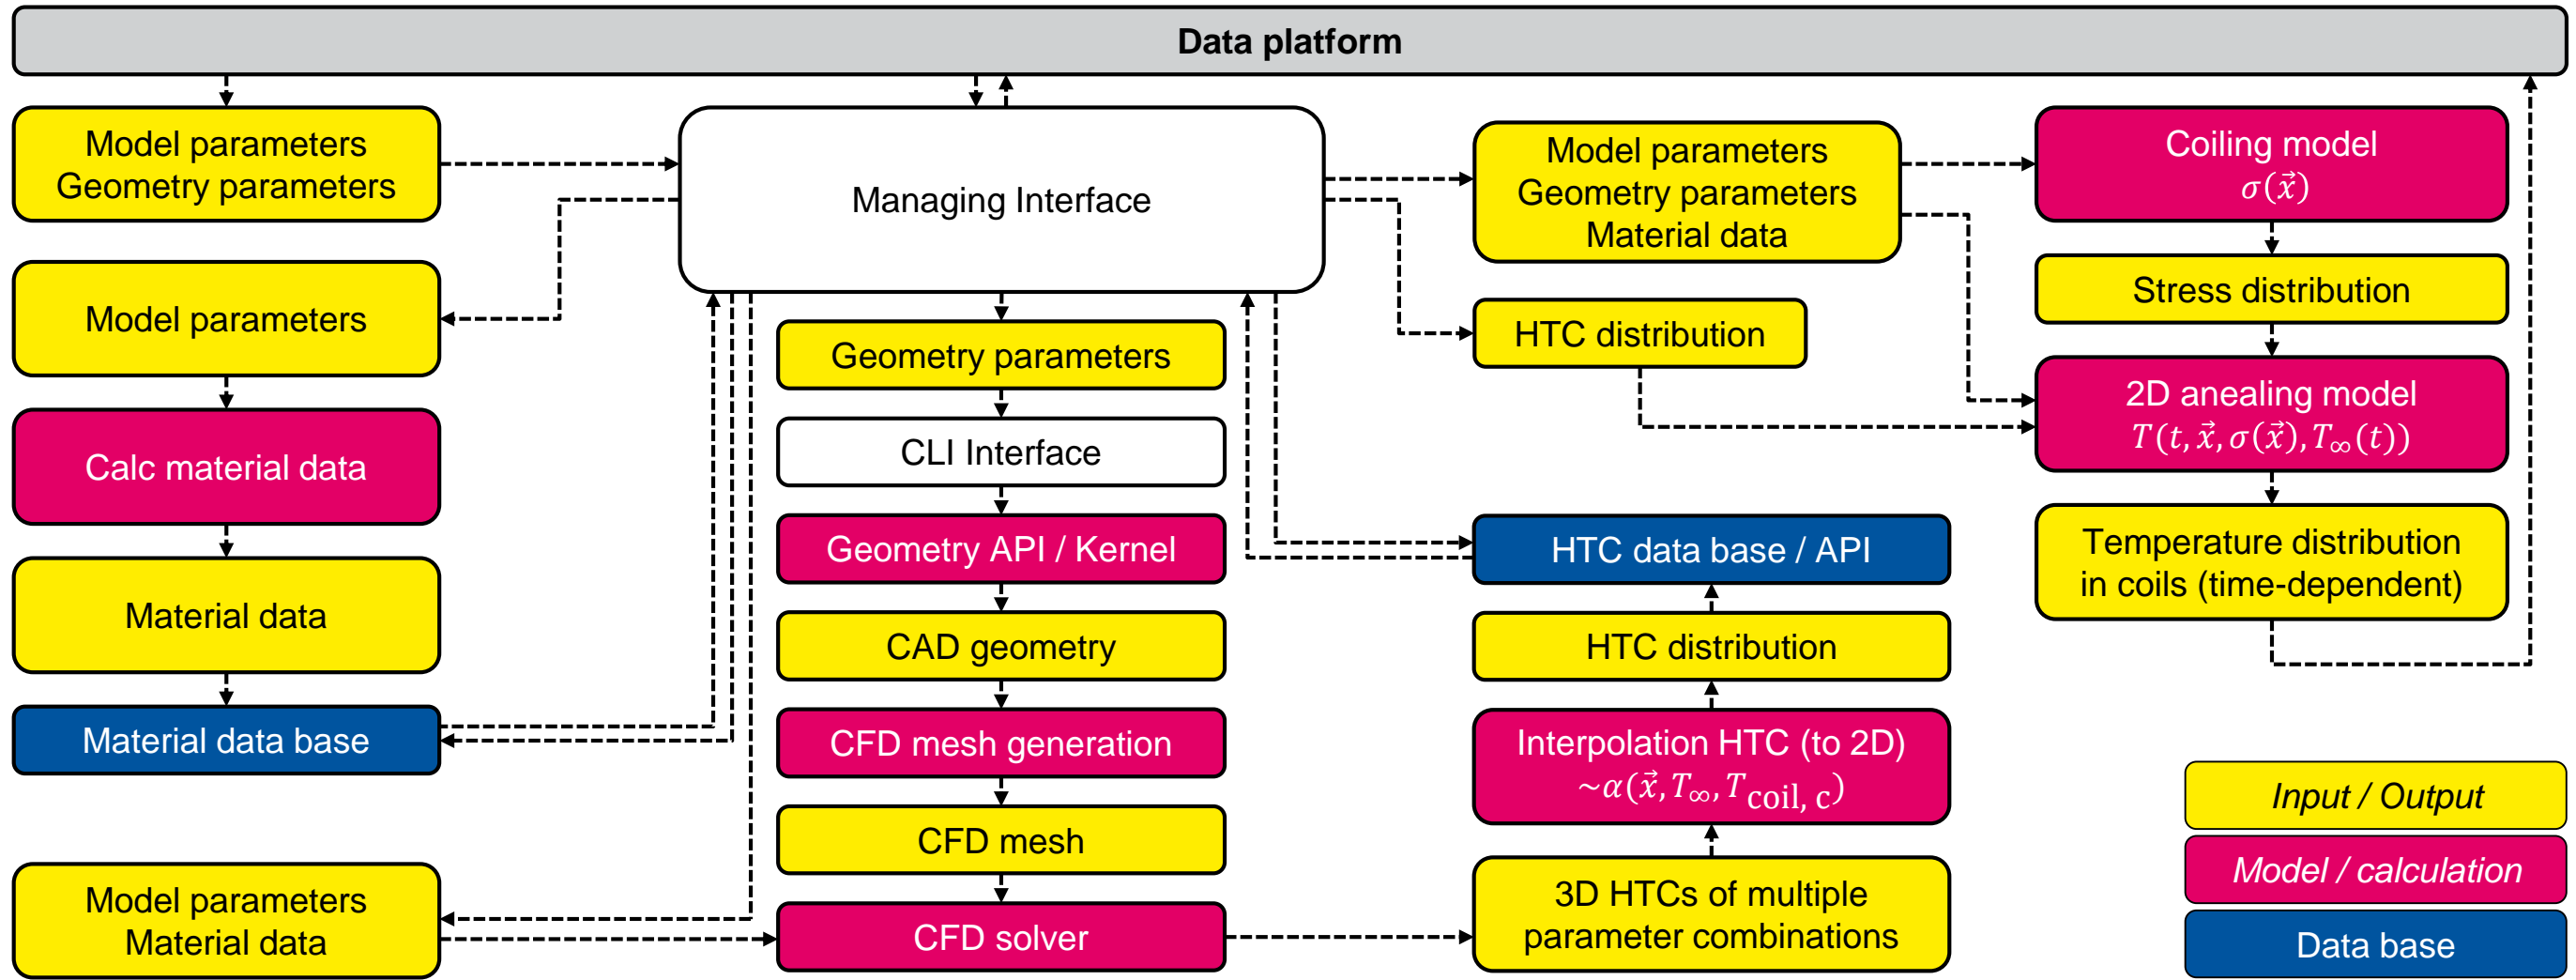 Data platform
Model parameters
Geometry parameters
Model parameters
Calc material data
Material data
Material data base
Model parameters
Material data
Managing Interface
Geometry parameters
CLI Interface
Geometry API / Kernel
CAD geometry
CFD mesh generation
CFD mesh
CFD solver
Model parameters
Geometry parameters
Material data
HTC distribution
HTC data base / API
HTC distribution
Interpolation HTC (to 2D)
~α(x⃗, T∞, Tcoil, c)
3D HTCs of multiple
parameter combinations
Coiling model
σ(x⃗)
Stress distribution
2D anealing model
T(t, x⃗, σ(x⃗), T∞(t))
Temperature distribution
in coils (time-dependent)
Input / Output
Model / calculation
Data base